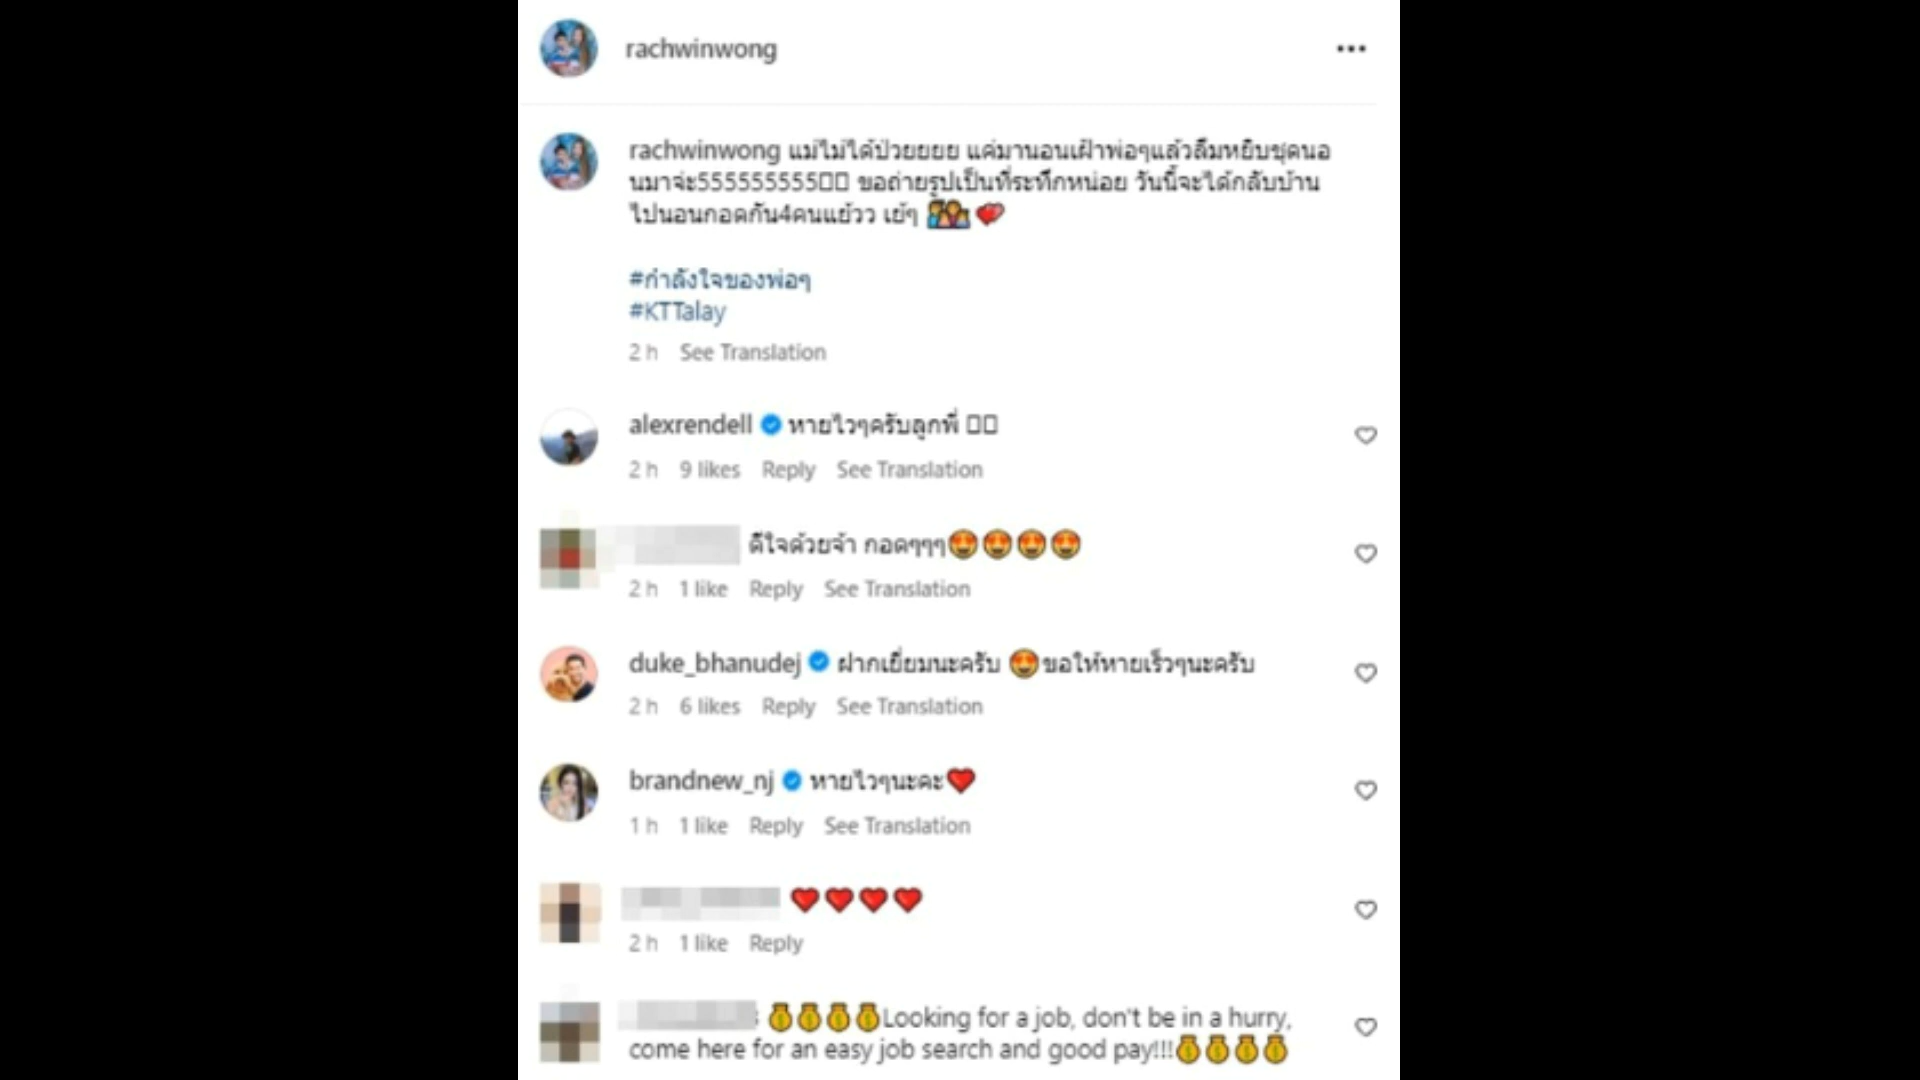 rachwinwong
rachwinwong แม่ไม่ได้ป่วยยยย แค่มานอนเฝ้าพ่อๆแล้วลืมหยิบชุดนอ
นมาจ่ะ555555555 ขอถ่ายรูปเป็นที่ระทึกหน่อย วันนี้จะได้กลับบ้าน
ไปนอนกอดกัน4คนแย้วว เย้ๆ 👨‍👩‍👧‍👦💕
#กำลังใจของพ่อๆ
#KTTalay
2 h See Translation
alexrendell หายไวๆครับลูกพี่
2 h 9 likes Reply See Translation
ดีใจด้วยจ้า กอดๆๆๆ😍😍😍😍
2 h 1 like Reply See Translation
duke_bhanudej ฝากเยี่ยมนะครับ 😍ขอให้หายเร็วๆนะครับ
2 h 6 likes Reply See Translation
brandnew_nj หายไวๆนะคะ❤️
1 h 1 like Reply See Translation
❤️❤️❤️❤️
2 h 1 like Reply
💰💰💰💰Looking for a job, don't be in a hurry,
come here for an easy job search and good pay!!!💰💰💰💰